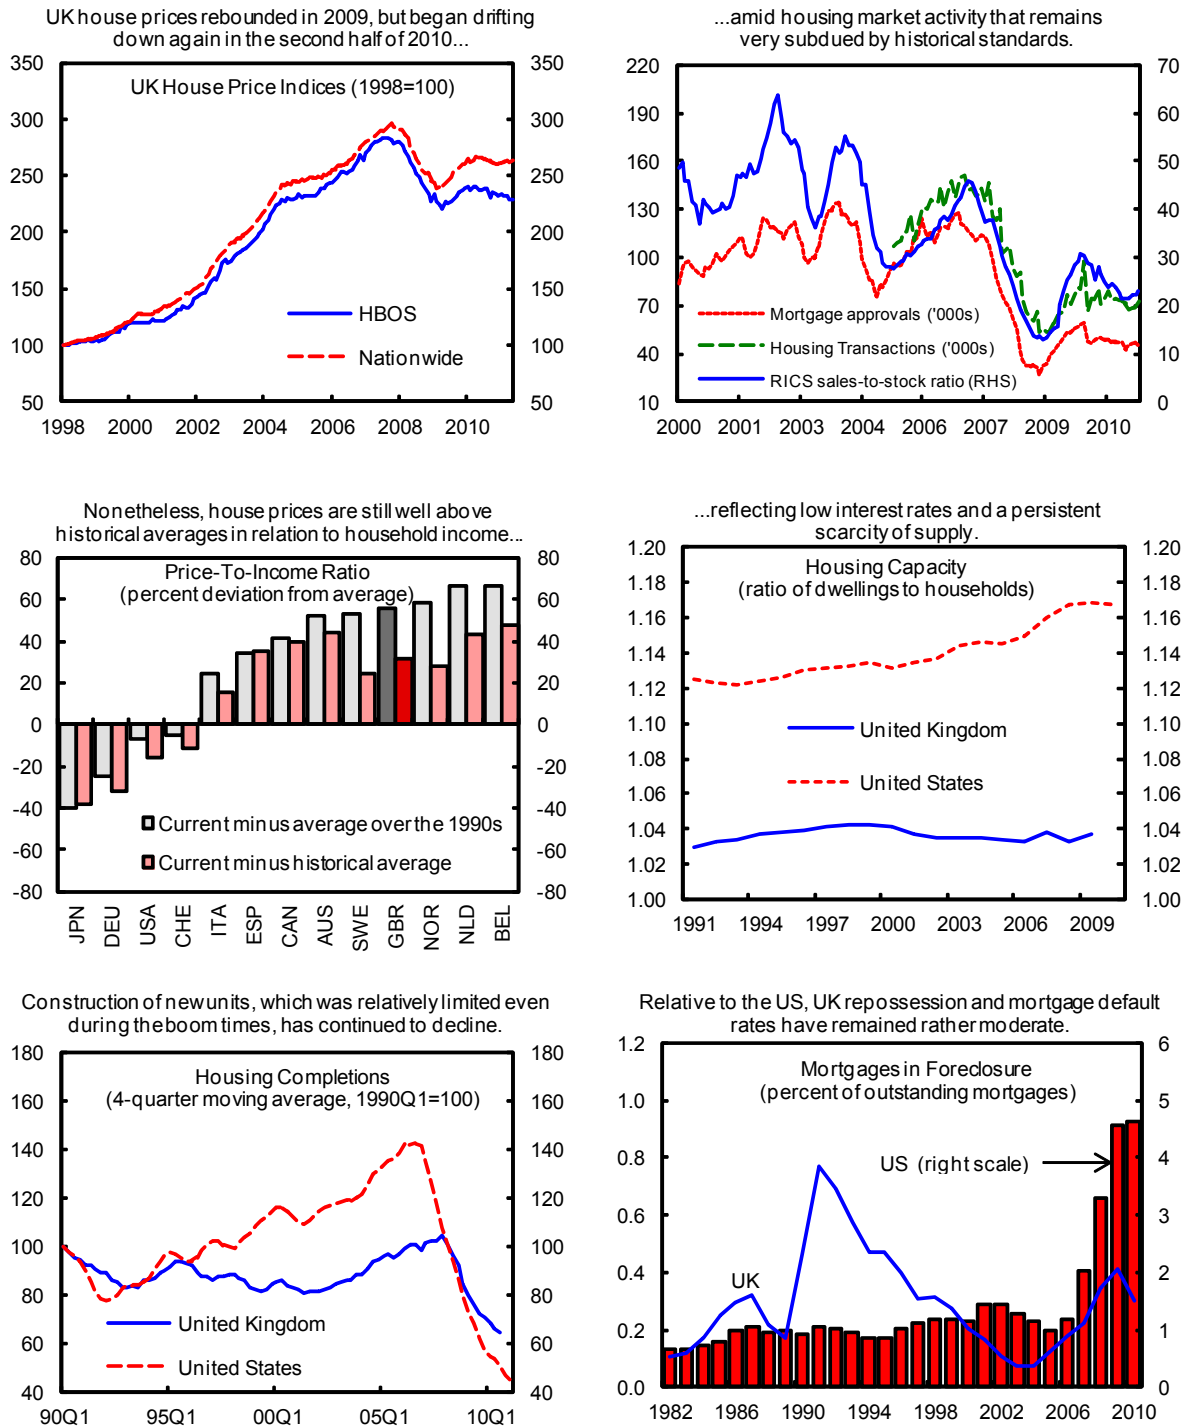 UK house prices rebounded in 2009, but began drifting
down again in the second half of 2010...
350
300
250
200
150
100
50
350
300
250
200
150
100
50
UK House Price Indices (1998=100)
HBOS
Nationwide
1998 2000 2002 2004 2006 2008 2010
...amid housing market activity that remains
very subdued by historical standards.
220
190
160
130
100
70
40
10
70
60
50
40
30
20
10
0
Mortgage approvals ('000s)
Housing Transactions ('000s)
RICS sales-to-stock ratio (RHS)
2000 2001 2003 2004 2006 2007 2009 2010
Nonetheless, house prices are still well above
historical averages in relation to household income...
80
60
40
20
0
-20
-40
-60
-80
80
60
40
20
0
-20
-40
-60
-80
Price-To-Income Ratio
(percent deviation from average)
Current minus average over the 1990s
Current minus historical average
JPN DEU USA CHE ITA ESP CAN AUS SWE GBR NOR NLD BEL
...reflecting low interest rates and a persistent
scarcity of supply.
1.20
1.18
1.16
1.14
1.12
1.10
1.08
1.06
1.04
1.02
1.00
1.20
1.18
1.16
1.14
1.12
1.10
1.08
1.06
1.04
1.02
1.00
Housing Capacity
(ratio of dwellings to households)
United Kingdom
United States
1991 1994 1997 2000 2003 2006 2009
Construction of new units, which was relatively limited even
during the boom times, has continued to decline.
180
160
140
120
100
80
60
40
180
160
140
120
100
80
60
40
Housing Completions
(4-quarter moving average, 1990Q1=100)
United Kingdom
United States
90Q1 95Q1 00Q1 05Q1 10Q1
Relative to the US, UK repossession and mortgage default
rates have remained rather moderate.
1.2
1.0
0.8
0.6
0.4
0.2
0.0
6
5
4
3
2
1
0
Mortgages in Foreclosure
(percent of outstanding mortgages)
US (right scale)
UK
1982 1986 1990 1994 1998 2002 2006 2010